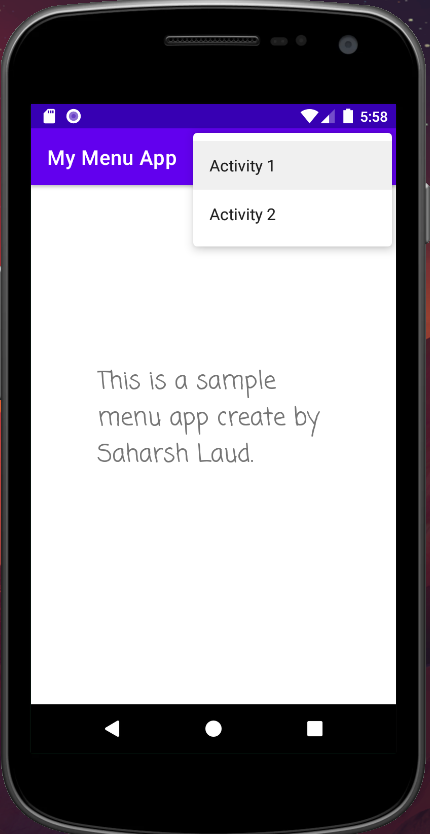 5:58
My Menu App
Activity 1
Activity 2
This is a sample
menu app create by
Saharsh Laud.